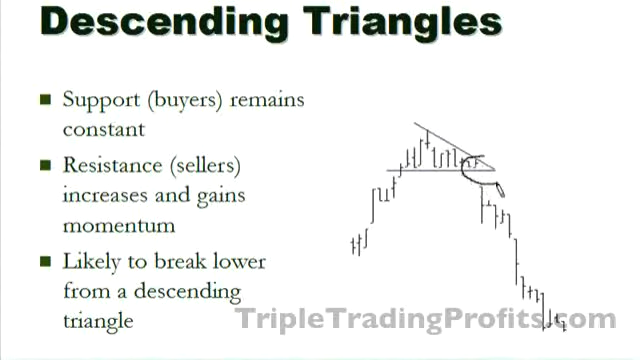 Descending Triangles
Support (buyers) remains
constant
Resistance (sellers)
increases and gains
momentum
Likely to break lower
from a descending
triangle
TripleTradingProfits.com